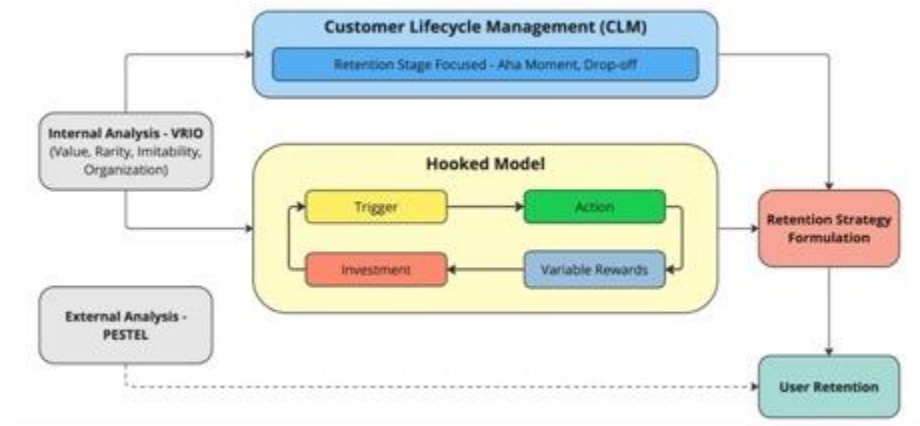 Customer Lifecycle Management (CLM)
Retention Stage Focused - Aha Moment, Drop-off
Internal Analysis - VRIO
(Value, Rarity, Imitability,
Organization)
Hooked Model
Trigger
Action
Investment
Variable Rewards
Retention Strategy
Formulation
External Analysis -
PESTEL
User Retention